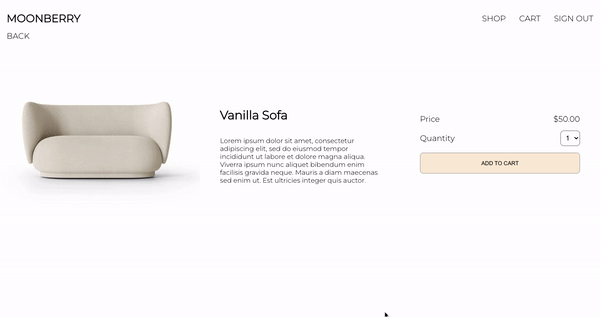 MOONBERRY
SHOP CART SIGN OUT
BACK
Vanilla Sofa
Lorem ipsum dolor sit amet, consectetur
adipiscing elit, sed do eiusmod tempor
incididunt ut labore et dolore magna aliqua.
Viverra ipsum nunc aliquet bibendum enim
facilisis gravida neque. Mauris a diam maecenas
sed enim ut. Est ultricies integer quis auctor.
Price $50.00
Quantity 1
ADD TO CART